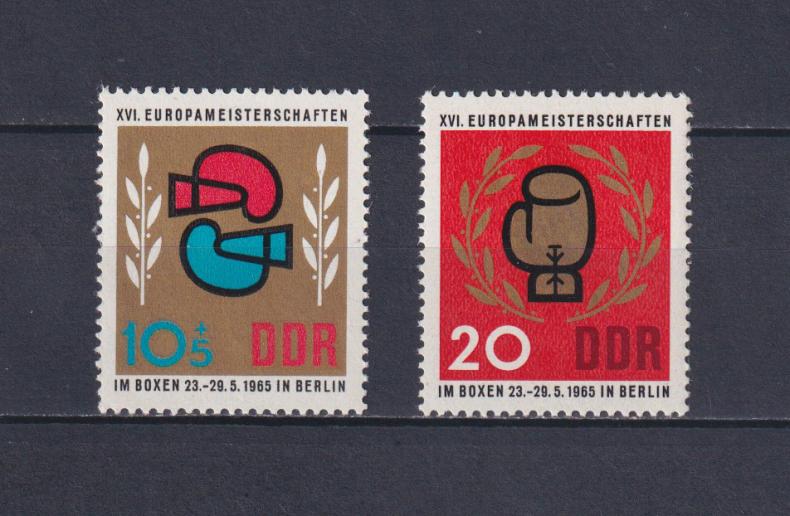 XVI. EUROPAMEISTERSCHAFTEN
10+5 DDR
IM BOXEN 23.-29.5.1965 IN BERLIN
XVI. EUROPAMEISTERSCHAFTEN
20 DDR
IM BOXEN 23.-29.5.1965 IN BERLIN